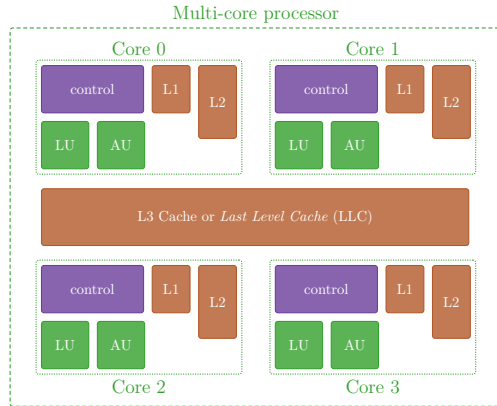 Multi-core processor
Core 0
control
L1
L2
LU
AU
Core 1
control
L1
L2
LU
AU
L3 Cache or Last Level Cache (LLC)
control
L1
L2
LU
AU
Core 2
control
L1
L2
LU
AU
Core 3